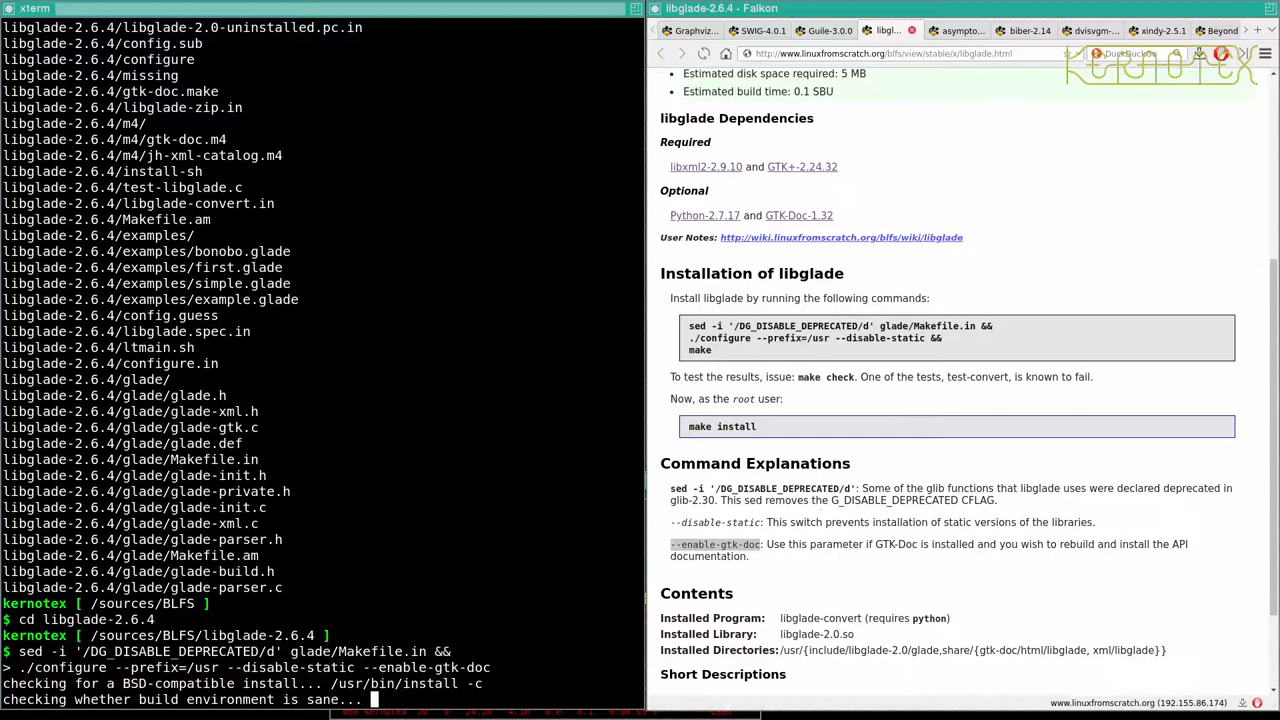 xterm
libglade-2.6.4/libglade-2.0-uninstalled.pc.in
libglade-2.6.4/config.sub
libglade-2.6.4/configure
libglade-2.6.4/missing
libglade-2.6.4/gtk-doc.make
libglade-2.6.4/libglade-zip.in
libglade-2.6.4/m4/
libglade-2.6.4/m4/gtk-doc.m4
libglade-2.6.4/m4/jh-xml-catalog.m4
libglade-2.6.4/install-sh
libglade-2.6.4/test-libglade.c
libglade-2.6.4/libglade-convert.in
libglade-2.6.4/Makefile.am
libglade-2.6.4/examples/
libglade-2.6.4/examples/bonobo.glade
libglade-2.6.4/examples/first.glade
libglade-2.6.4/examples/simple.glade
libglade-2.6.4/examples/example.glade
libglade-2.6.4/config.guess
libglade-2.6.4/libglade.spec.in
libglade-2.6.4/ltmain.sh
libglade-2.6.4/configure.in
libglade-2.6.4/glade/
libglade-2.6.4/glade/glade.h
libglade-2.6.4/glade/glade-xml.h
libglade-2.6.4/glade/glade-gtk.c
libglade-2.6.4/glade/glade.def
libglade-2.6.4/glade/Makefile.in
libglade-2.6.4/glade/glade-init.h
libglade-2.6.4/glade/glade-private.h
libglade-2.6.4/glade/glade-init.c
libglade-2.6.4/glade/glade-xml.c
libglade-2.6.4/glade/glade-parser.h
libglade-2.6.4/glade/Makefile.am
libglade-2.6.4/glade/glade-build.h
libglade-2.6.4/glade/glade-parser.c
kernotex [ /sources/BLFS ]
$ cd libglade-2.6.4
kernotex [ /sources/BLFS/libglade-2.6.4 ]
$ sed -i '/DG_DISABLE_DEPRECATED/d' glade/Makefile.in &&
> ./configure --prefix=/usr --disable-static --enable-gtk-doc
checking for a BSD-compatible install... /usr/bin/install -c
checking whether build environment is sane...
libglade-2.6.4 - Falkon
Graphviz... SWIG-4.0.1 Guile-3.0.0 libgl... asympto... biber-2.14 dvisvgm-... xindy-2.5.1 Beyond
http://www.linuxfromscratch.org/blfs/view/stable/x/libglade.html DuckDuckGo
KERNOTEX
Estimated disk space required: 5 MB
Estimated build time: 0.1 SBU
libglade Dependencies
Required
libxml2-2.9.10 and GTK+-2.24.32
Optional
Python-2.7.17 and GTK-Doc-1.32
User Notes: http://wiki.linuxfromscratch.org/blfs/wiki/libglade
Installation of libglade
Install libglade by running the following commands:
sed -i '/DG_DISABLE_DEPRECATED/d' glade/Makefile.in &&
./configure --prefix=/usr --disable-static &&
make
To test the results, issue: make check. One of the tests, test-convert, is known to fail.
Now, as the root user:
make install
Command Explanations
sed -i '/DG_DISABLE_DEPRECATED/d': Some of the glib functions that libglade uses were declared deprecated in
glib-2.30. This sed removes the G_DISABLE_DEPRECATED CFLAG.
--disable-static: This switch prevents installation of static versions of the libraries.
--enable-gtk-doc: Use this parameter if GTK-Doc is installed and you wish to rebuild and install the API
documentation.
Contents
Installed Program: libglade-convert (requires python)
Installed Library: libglade-2.0.so
Installed Directories: /usr/{include/libglade-2.0/glade,share/{gtk-doc/html/libglade, xml/libglade}}
Short Descriptions
www.linuxfromscratch.org (192.155.86.174)